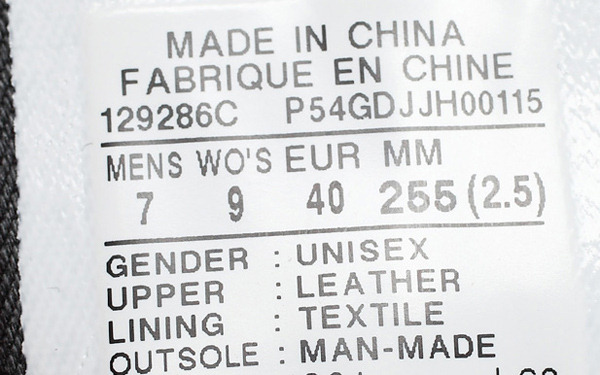 MADE IN CHINA
FABRIQUE EN CHINE
129286C P54GDJJH00115
MENS WO'S EUR MM
7 9 40 255 (2.5)
GENDER : UNISEX
UPPER : LEATHER
LINING : TEXTILE
OUTSOLE : MAN-MADE